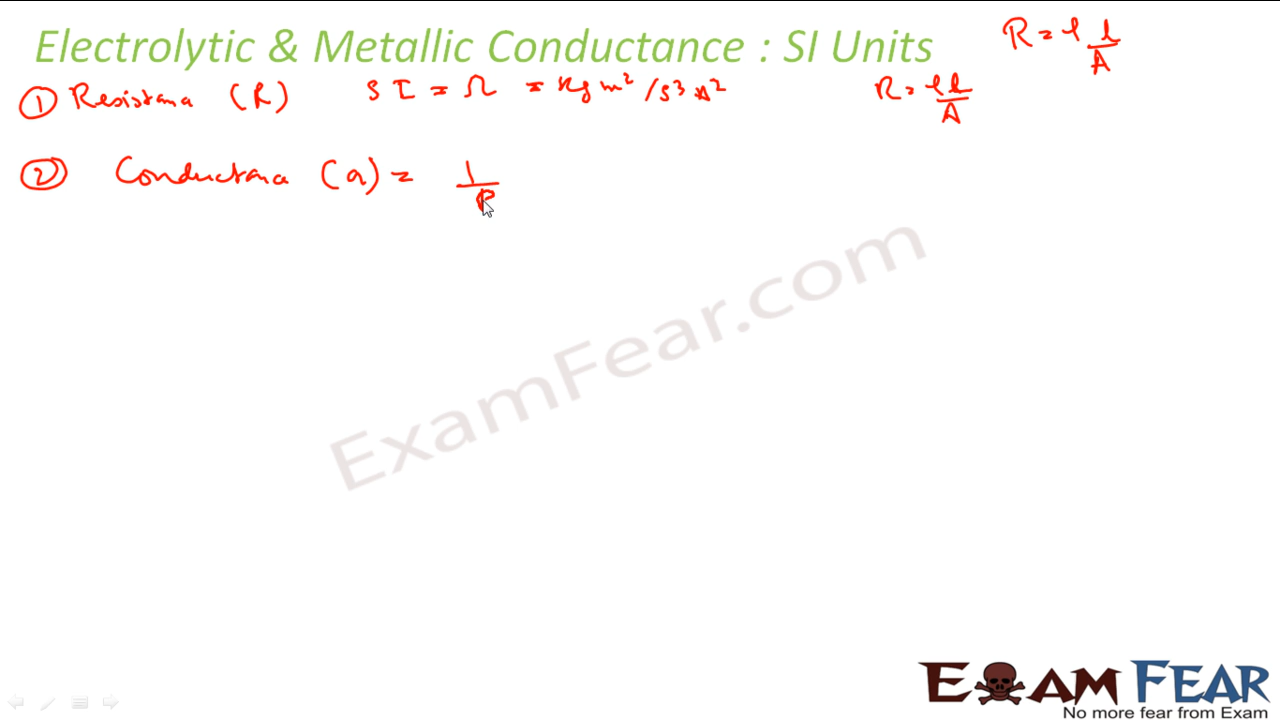 Electrolytic & Metallic Conductance : SI Units
R = ρ l/A
① Resistance (R) SI = Ω = Kg m²/s³ A² R = ρl/A
② Conductance (G) = 1/R
ExamFear.com
EXAM FEAR
No more fear from Exam